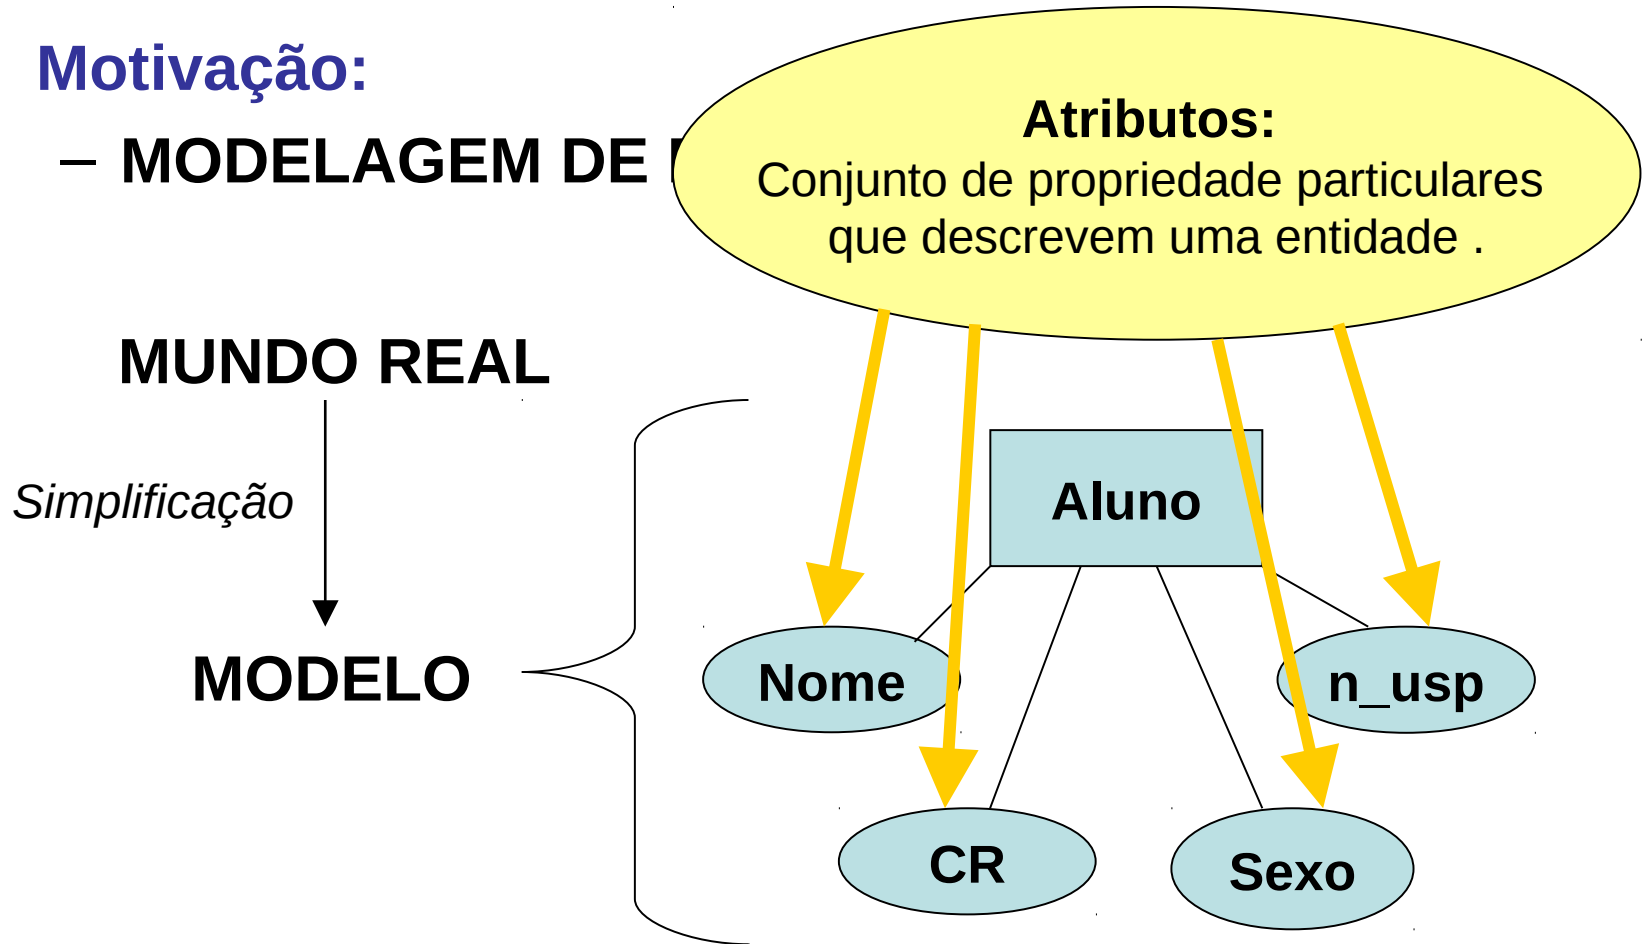 Motivação:
– MODELAGEM DE
Atributos:
Conjunto de propriedade particulares
que descrevem uma entidade .
MUNDO REAL
Simplificação
MODELO
Aluno
Nome
n_usp
CR
Sexo